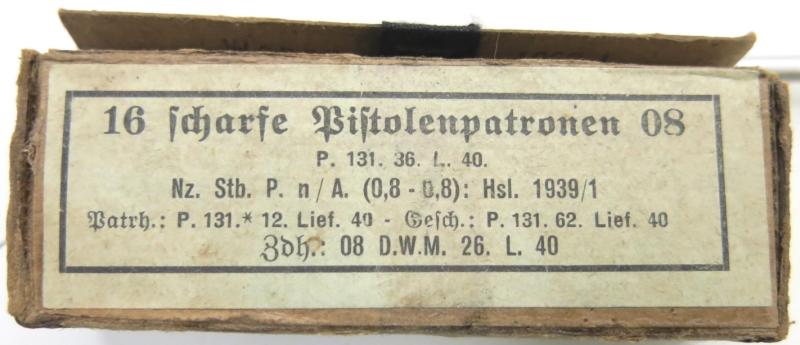 16 scharfe Pistolenpatronen 08
P. 131. 36. L. 40.
Nz. Stb. P. n/A. (0,8 - 0,8): Hsl. 1939/1
Patrh.: P. 131.* 12. Lief. 40 - Gesch.: P. 131. 62. Lief. 40
Zdh.: 08 D.W.M. 26. L. 40